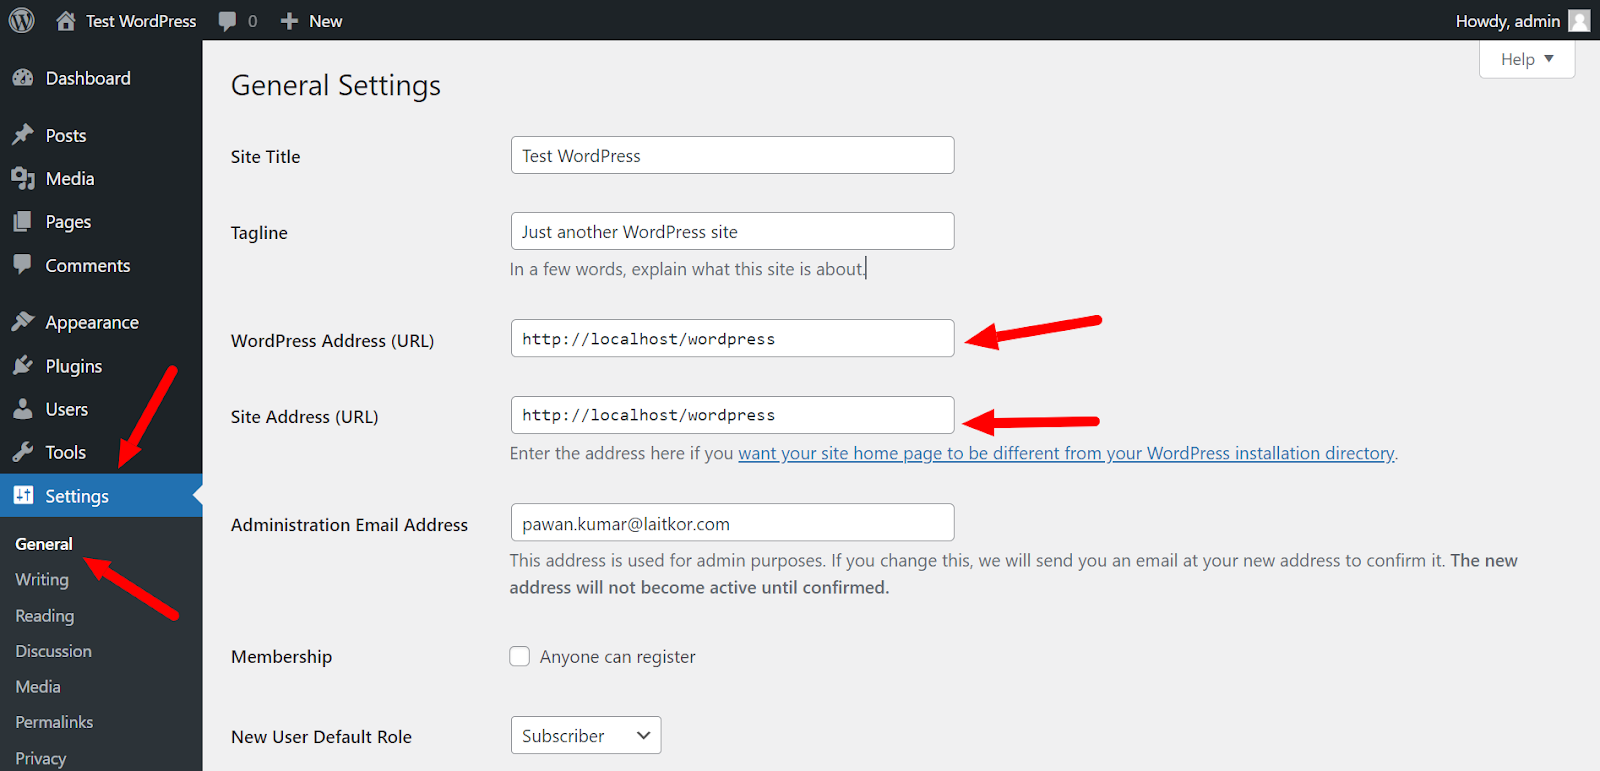 Test WordPress 0 New Howdy, admin
Help
Dashboard
Posts
Media
Pages
Comments
Appearance
Plugins
Users
Tools
Settings
General
Writing
Reading
Discussion
Media
Permalinks
Privacy
General Settings
Site Title Test WordPress
Tagline Just another WordPress site
In a few words, explain what this site is about.
WordPress Address (URL) http://localhost/wordpress
Site Address (URL) http://localhost/wordpress
Enter the address here if you want your site home page to be different from your WordPress installation directory.
Administration Email Address pawan.kumar@laitkor.com
This address is used for admin purposes. If you change this, we will send you an email at your new address to confirm it. The new
address will not become active until confirmed.
Membership Anyone can register
New User Default Role Subscriber